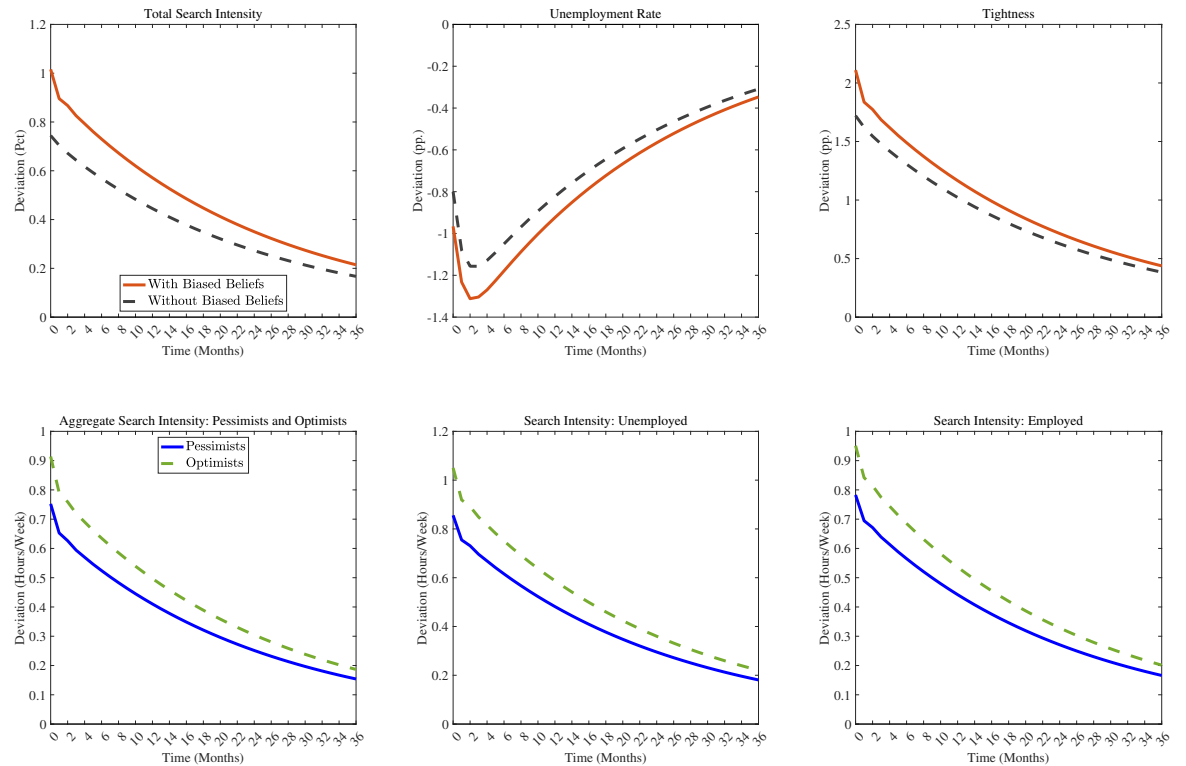 Total Search Intensity
1.2
1
0.8
0.6
0.4
0.2
0
Deviation (Pct)
With Biased Beliefs
Without Biased Beliefs
0 2 4 6 8 10 12 14 16 18 20 22 24 26 28 30 32 34 36
Time (Months)
Unemployment Rate
0
-0.2
-0.4
-0.6
-0.8
-1
-1.2
-1.4
Deviation (pp.)
0 2 4 6 8 10 12 14 16 18 20 22 24 26 28 30 32 34 36
Time (Months)
Tightness
2.5
2
1.5
1
0.5
0
Deviation (pp.)
0 2 4 6 8 10 12 14 16 18 20 22 24 26 28 30 32 34 36
Time (Months)
Aggregate Search Intensity: Pessimists and Optimists
1
0.9
0.8
0.7
0.6
0.5
0.4
0.3
0.2
0.1
0
Deviation (Hours/Week)
Pessimists
Optimists
0 2 4 6 8 10 12 14 16 18 20 22 24 26 28 30 32 34 36
Time (Months)
Search Intensity: Unemployed
1.2
1
0.8
0.6
0.4
0.2
0
Deviation (Hours/Week)
0 2 4 6 8 10 12 14 16 18 20 22 24 26 28 30 32 34 36
Time (Months)
Search Intensity: Employed
1
0.9
0.8
0.7
0.6
0.5
0.4
0.3
0.2
0.1
0
Deviation (Hours/Week)
0 2 4 6 8 10 12 14 16 18 20 22 24 26 28 30 32 34 36
Time (Months)